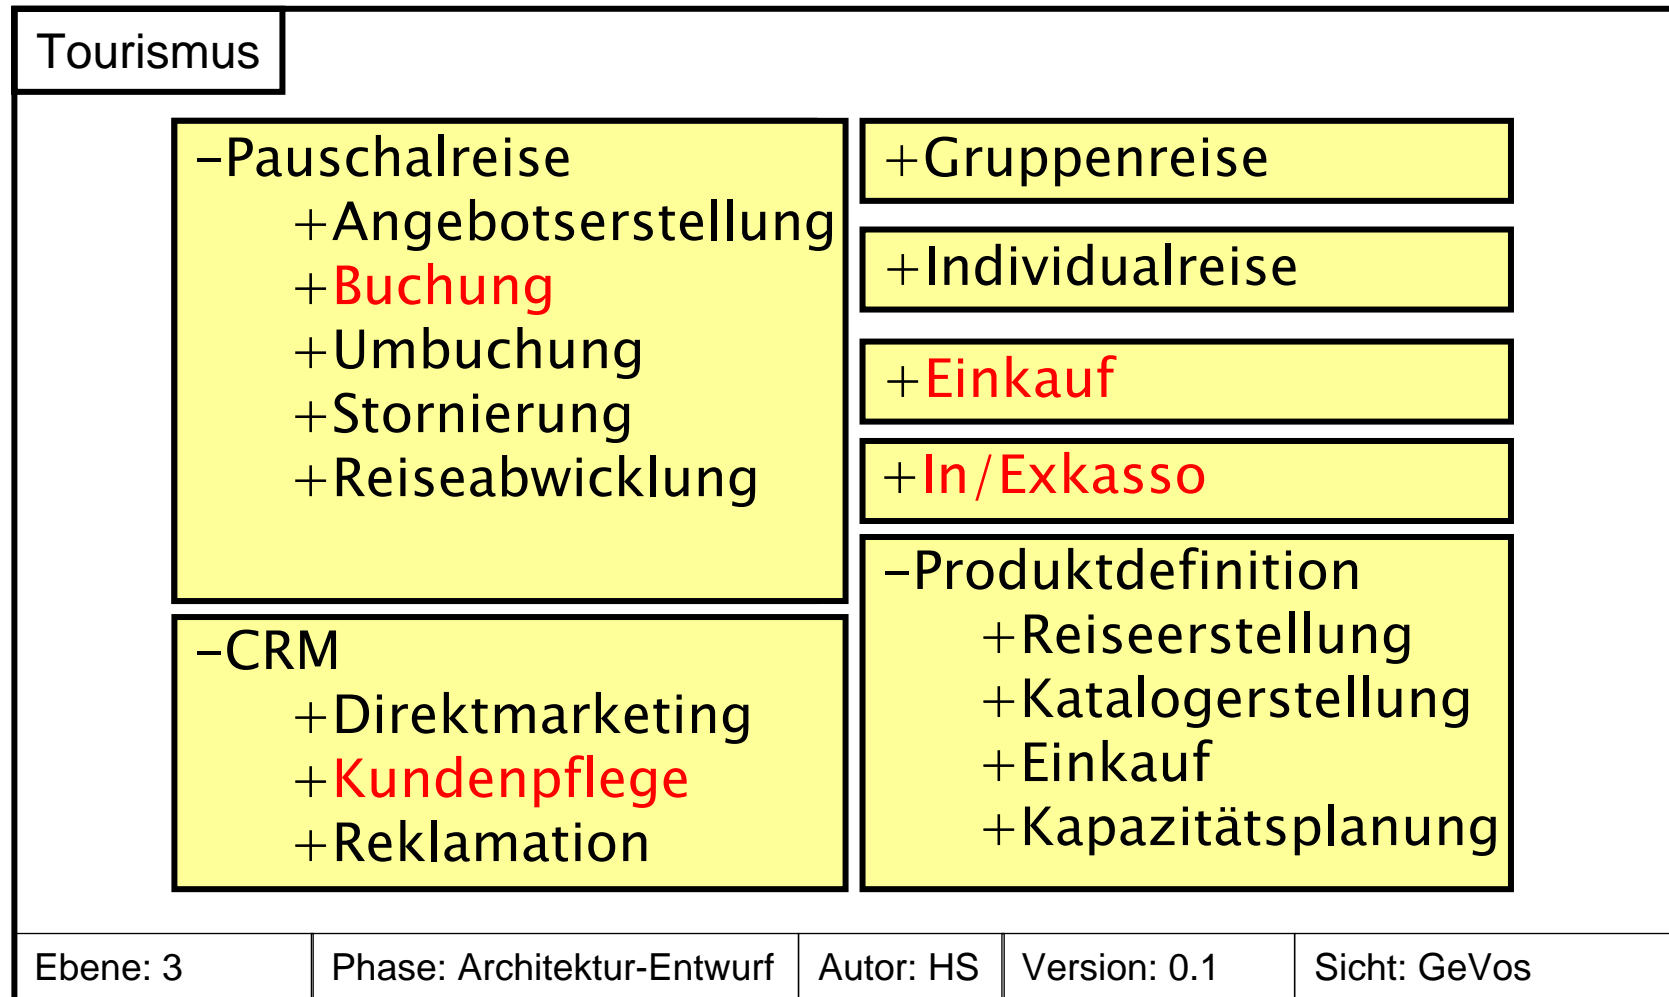 Tourismus
–Pauschalreise
+Angebotserstellung
+Buchung
+Umbuchung
+Stornierung
+Reiseabwicklung
–CRM
+Direktmarketing
+Kundenpflege
+Reklamation
+Gruppenreise
+Individualreise
+Einkauf
+In/Exkasso
–Produktdefinition
+Reiseerstellung
+Katalogerstellung
+Einkauf
+Kapazitätsplanung
Ebene: 3 Phase: Architektur-Entwurf Autor: HS Version: 0.1 Sicht: GeVos